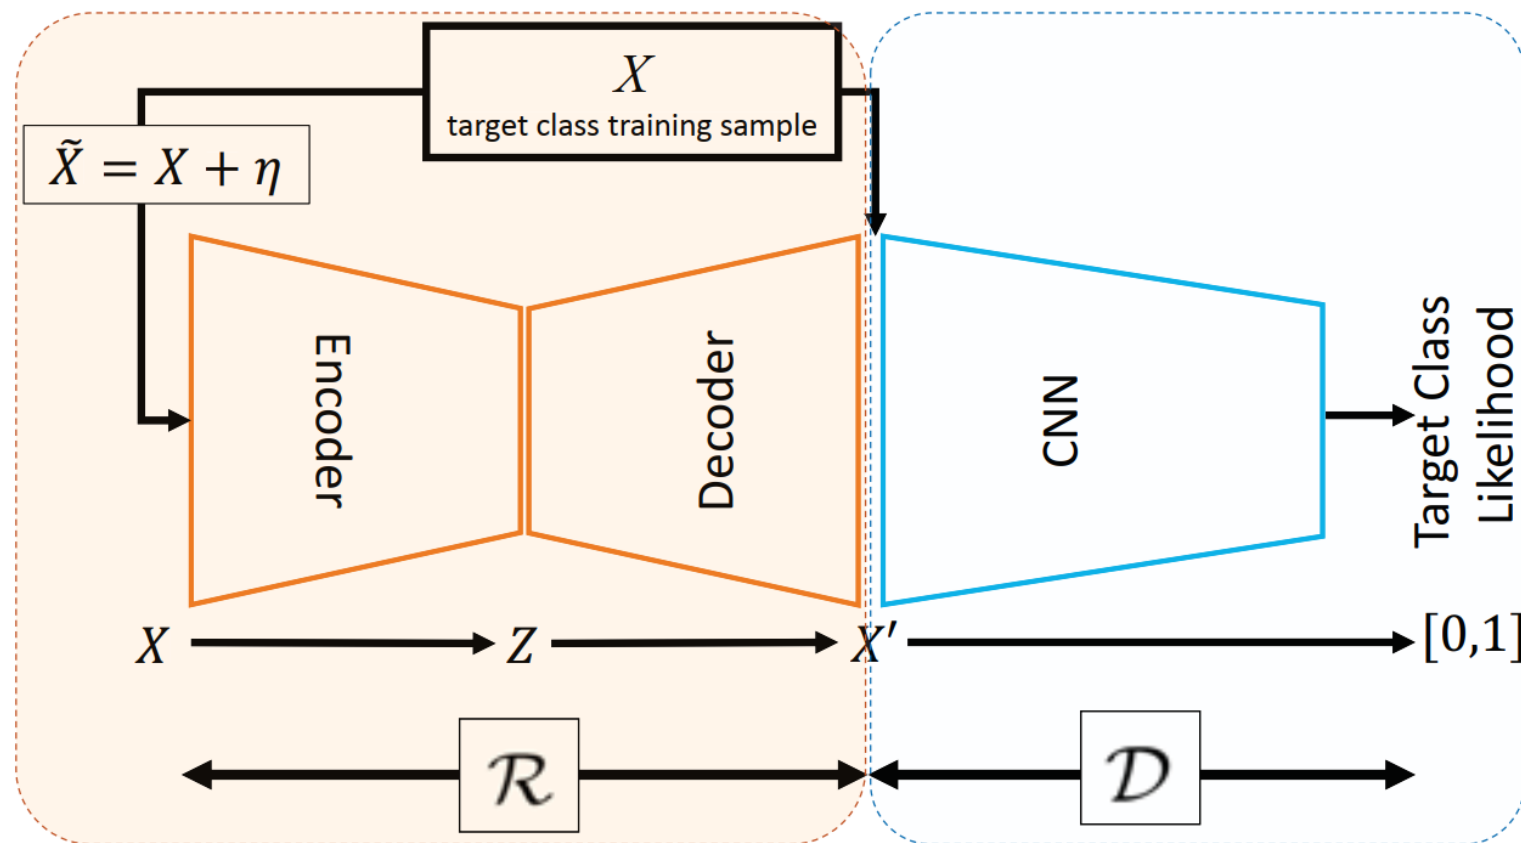 X
target class training sample
X̃ = X + η
Encoder
Decoder
CNN
Target Class
Likelihood
X
Z
X′
[0,1]
ℛ
𝒟